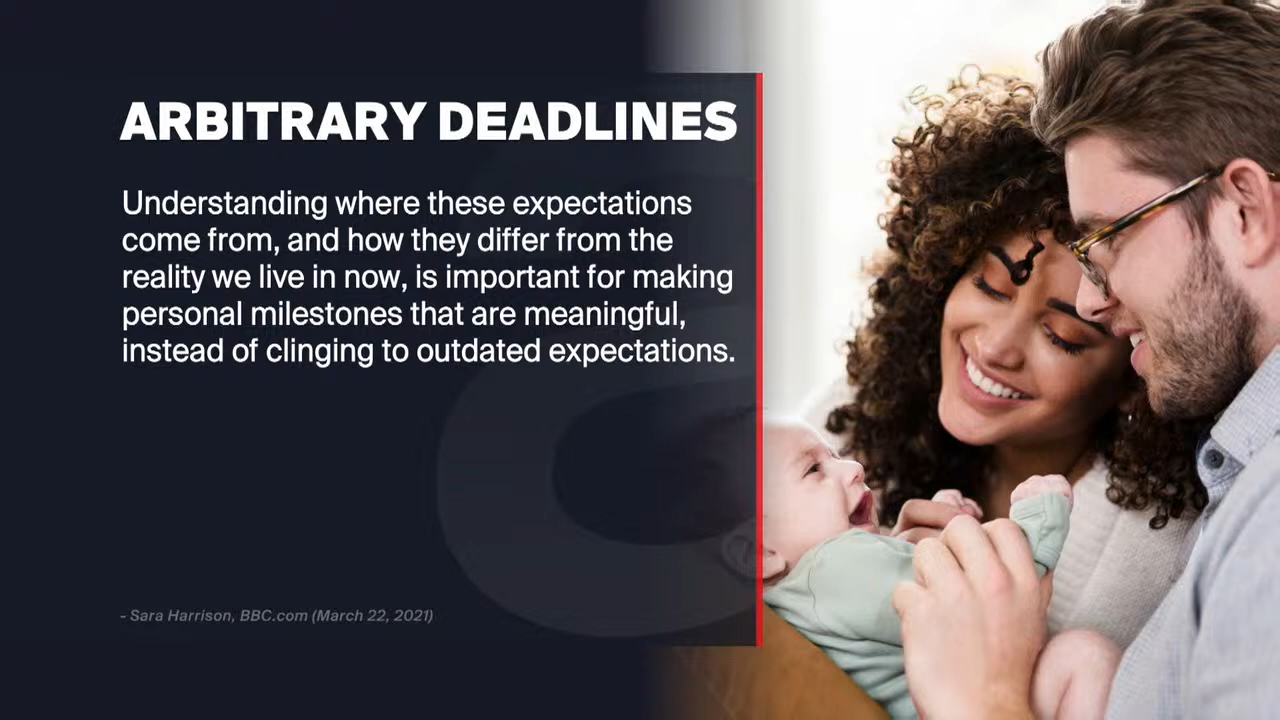 ARBITRARY DEADLINES
Understanding where these expectations
come from, and how they differ from the
reality we live in now, is important for making
personal milestones that are meaningful,
instead of clinging to outdated expectations.
- Sara Harrison, BBC.com (March 22, 2021)